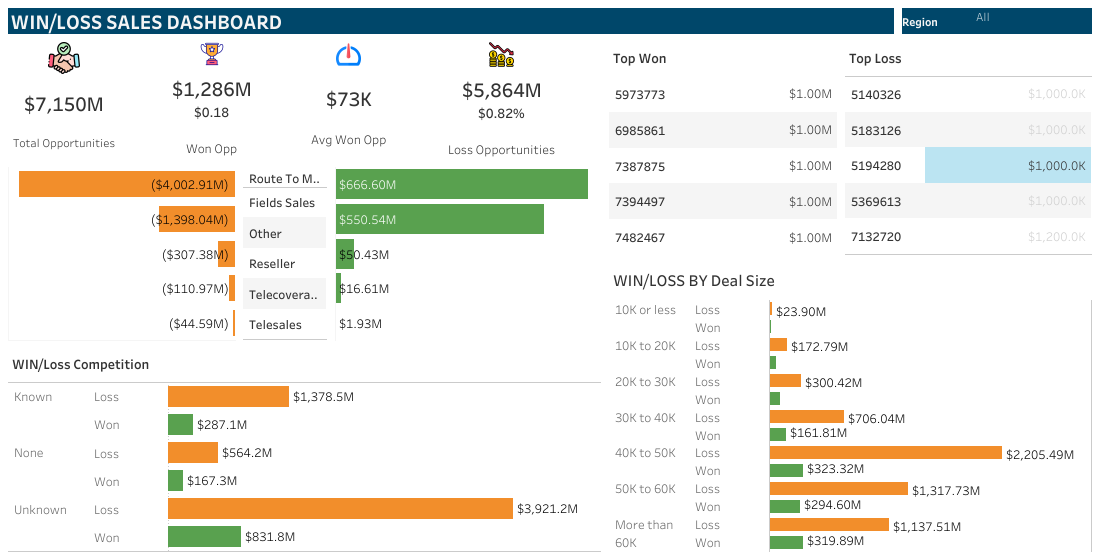 WIN/LOSS SALES DASHBOARD
Region
All
$7,150M
Total Opportunities
$1,286M
$0.18
Won Opp
$73K
Avg Won Opp
$5,864M
$0.82%
Loss Opportunities
Top Won
5973773 $1.00M
6985861 $1.00M
7387875 $1.00M
7394497 $1.00M
7482467 $1.00M
Top Loss
5140326 $1,000.0K
5183126 $1,000.0K
5194280 $1,000.0K
5369613 $1,000.0K
7132720 $1,200.0K
Route To M..
($4,002.91M) Fields Sales $666.60M
($1,398.04M) Other $550.54M
($307.38M) Reseller $50.43M
($110.97M) Telecovera.. $16.61M
($44.59M) Telesales $1.93M
WIN/Loss Competition
Known Loss $1,378.5M
Won $287.1M
None Loss $564.2M
Won $167.3M
Unknown Loss $3,921.2M
Won $831.8M
WIN/LOSS BY Deal Size
10K or less Loss $23.90M
Won
10K to 20K Loss $172.79M
Won
20K to 30K Loss $300.42M
Won
30K to 40K Loss $706.04M
Won $161.81M
40K to 50K Loss $2,205.49M
Won $323.32M
50K to 60K Loss $1,317.73M
Won $294.60M
More than Loss $1,137.51M
60K Won $319.89M